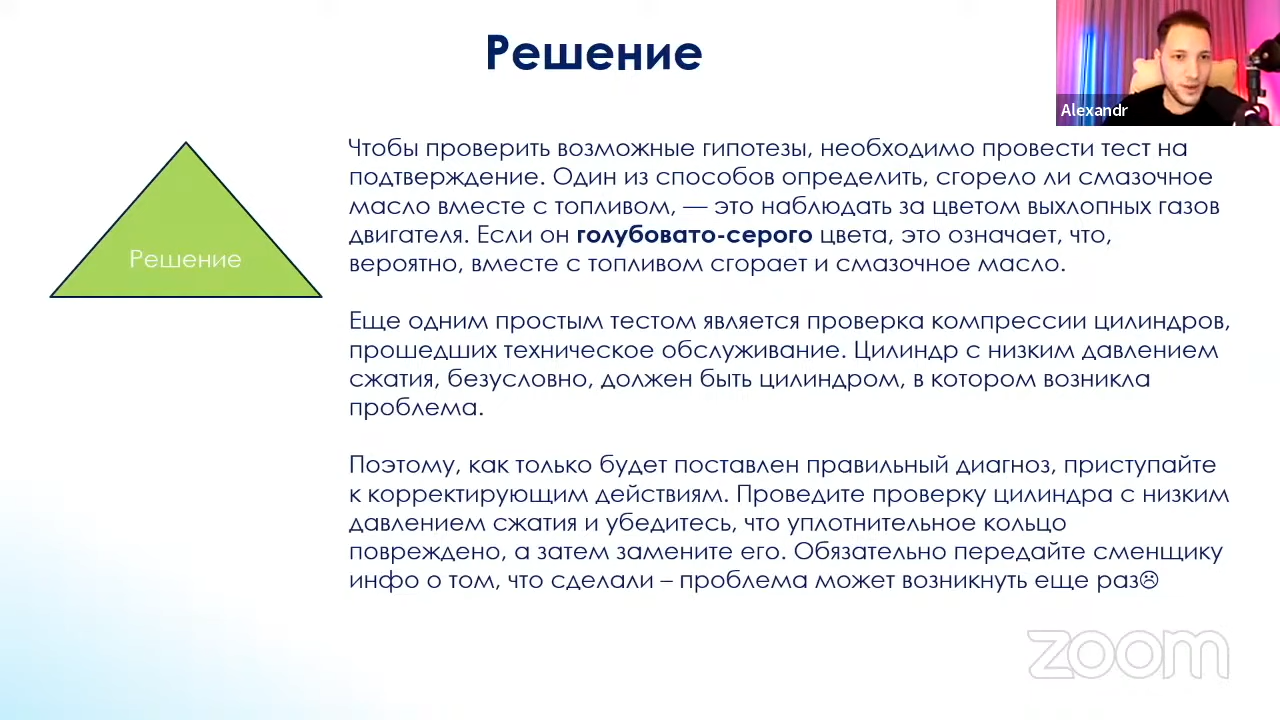 Решение
Alexandr
Решение
Чтобы проверить возможные гипотезы, необходимо провести тест на
подтверждение. Один из способов определить, сгорело ли смазочное
масло вместе с топливом, — это наблюдать за цветом выхлопных газов
двигателя. Если он голубовато-серого цвета, это означает, что,
вероятно, вместе с топливом сгорает и смазочное масло.
Еще одним простым тестом является проверка компрессии цилиндров,
прошедших техническое обслуживание. Цилиндр с низким давлением
сжатия, безусловно, должен быть цилиндром, в котором возникла
проблема.
Поэтому, как только будет поставлен правильный диагноз, приступайте
к корректирующим действиям. Проведите проверку цилиндра с низким
давлением сжатия и убедитесь, что уплотнительное кольцо
повреждено, а затем замените его. Обязательно передайте сменщику
инфо о том, что сделали – проблема может возникнуть еще раз☹
zoom